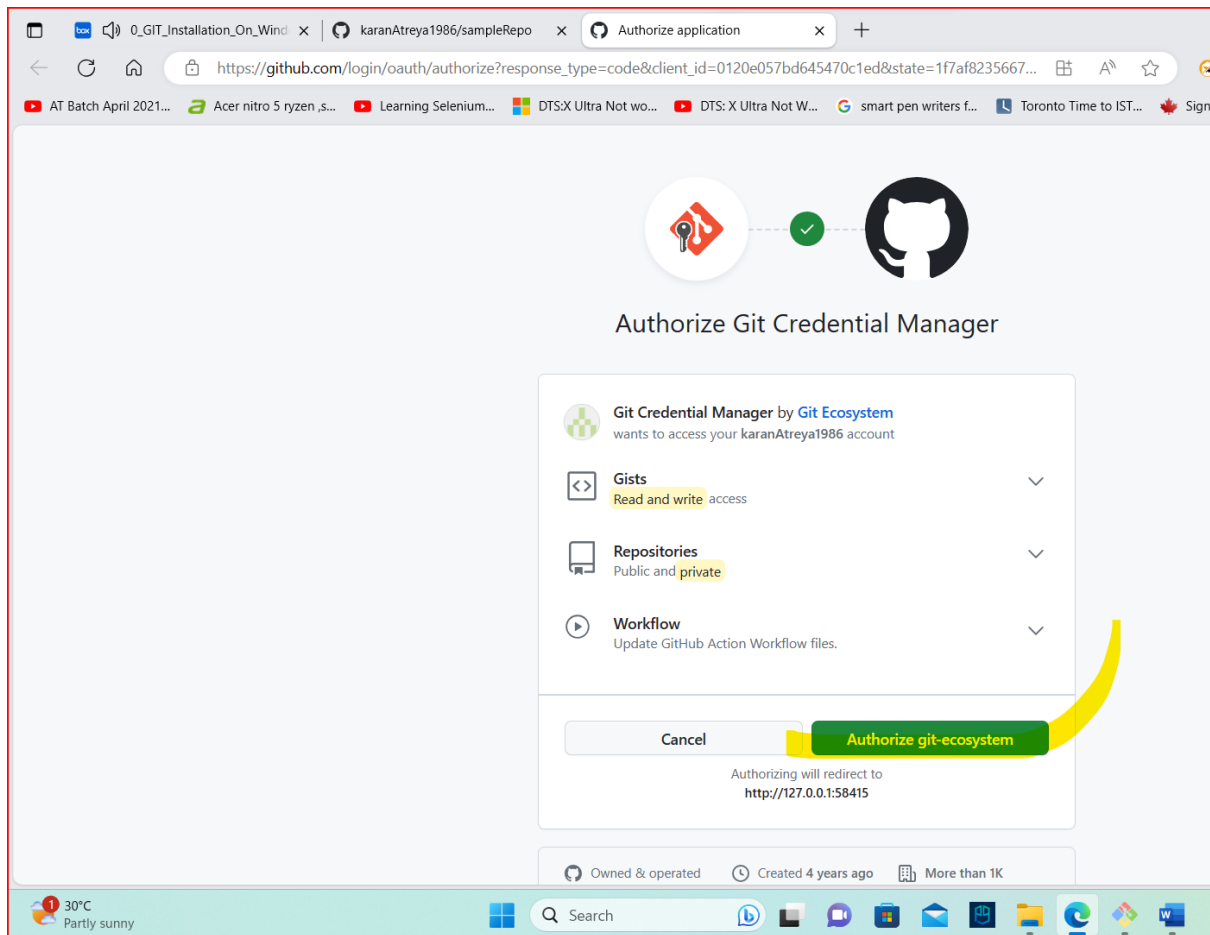 box
0_GIT_Installation_On_Wind
karanAtreya1986/sampleRepo
Authorize application
https://github.com/login/oauth/authorize?response_type=code&client_id=0120e057bd645470c1ed&state=1f7af8235667...
AT Batch April 2021...
Acer nitro 5 ryzen ,s...
Learning Selenium...
DTS:X Ultra Not wo...
DTS: X Ultra Not W...
smart pen writers f...
Toronto Time to IST...
Sign
Authorize Git Credential Manager
Git Credential Manager by Git Ecosystem
wants to access your karanAtreya1986 account
Gists
Read and write access
Repositories
Public and private
Workflow
Update GitHub Action Workflow files.
Cancel
Authorize git-ecosystem
Authorizing will redirect to
http://127.0.0.1:58415
Owned & operated
Created 4 years ago
More than 1K
1
30°C
Partly sunny
Search